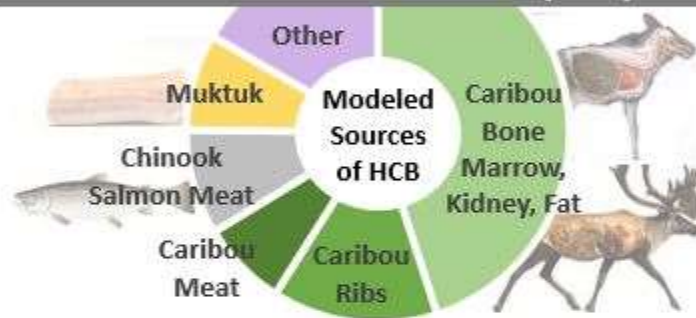 Other
Muktuk
Chinook
Salmon Meat
Caribou
Meat
Caribou
Ribs
Modeled
Sources
of HCB
Caribou
Bone
Marrow,
Kidney, Fat